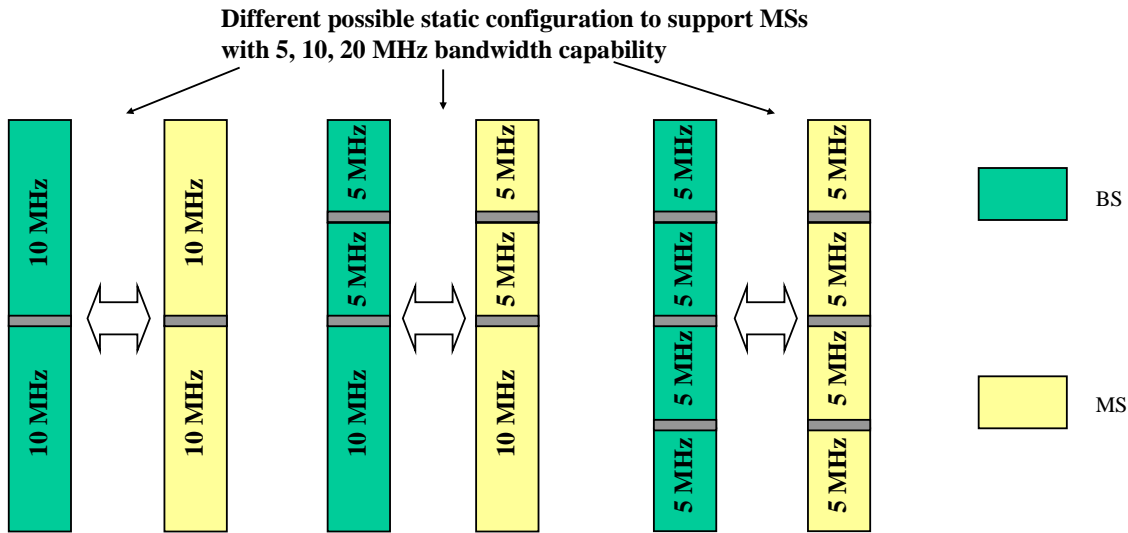 Different possible static configuration to support MSs
with 5, 10, 20 MHz bandwidth capability
10 MHz
10 MHz
10 MHz
10 MHz
5 MHz
5 MHz
10 MHz
5 MHz
5 MHz
10 MHz
5 MHz
5 MHz
5 MHz
5 MHz
5 MHz
5 MHz
5 MHz
5 MHz
BS
MS